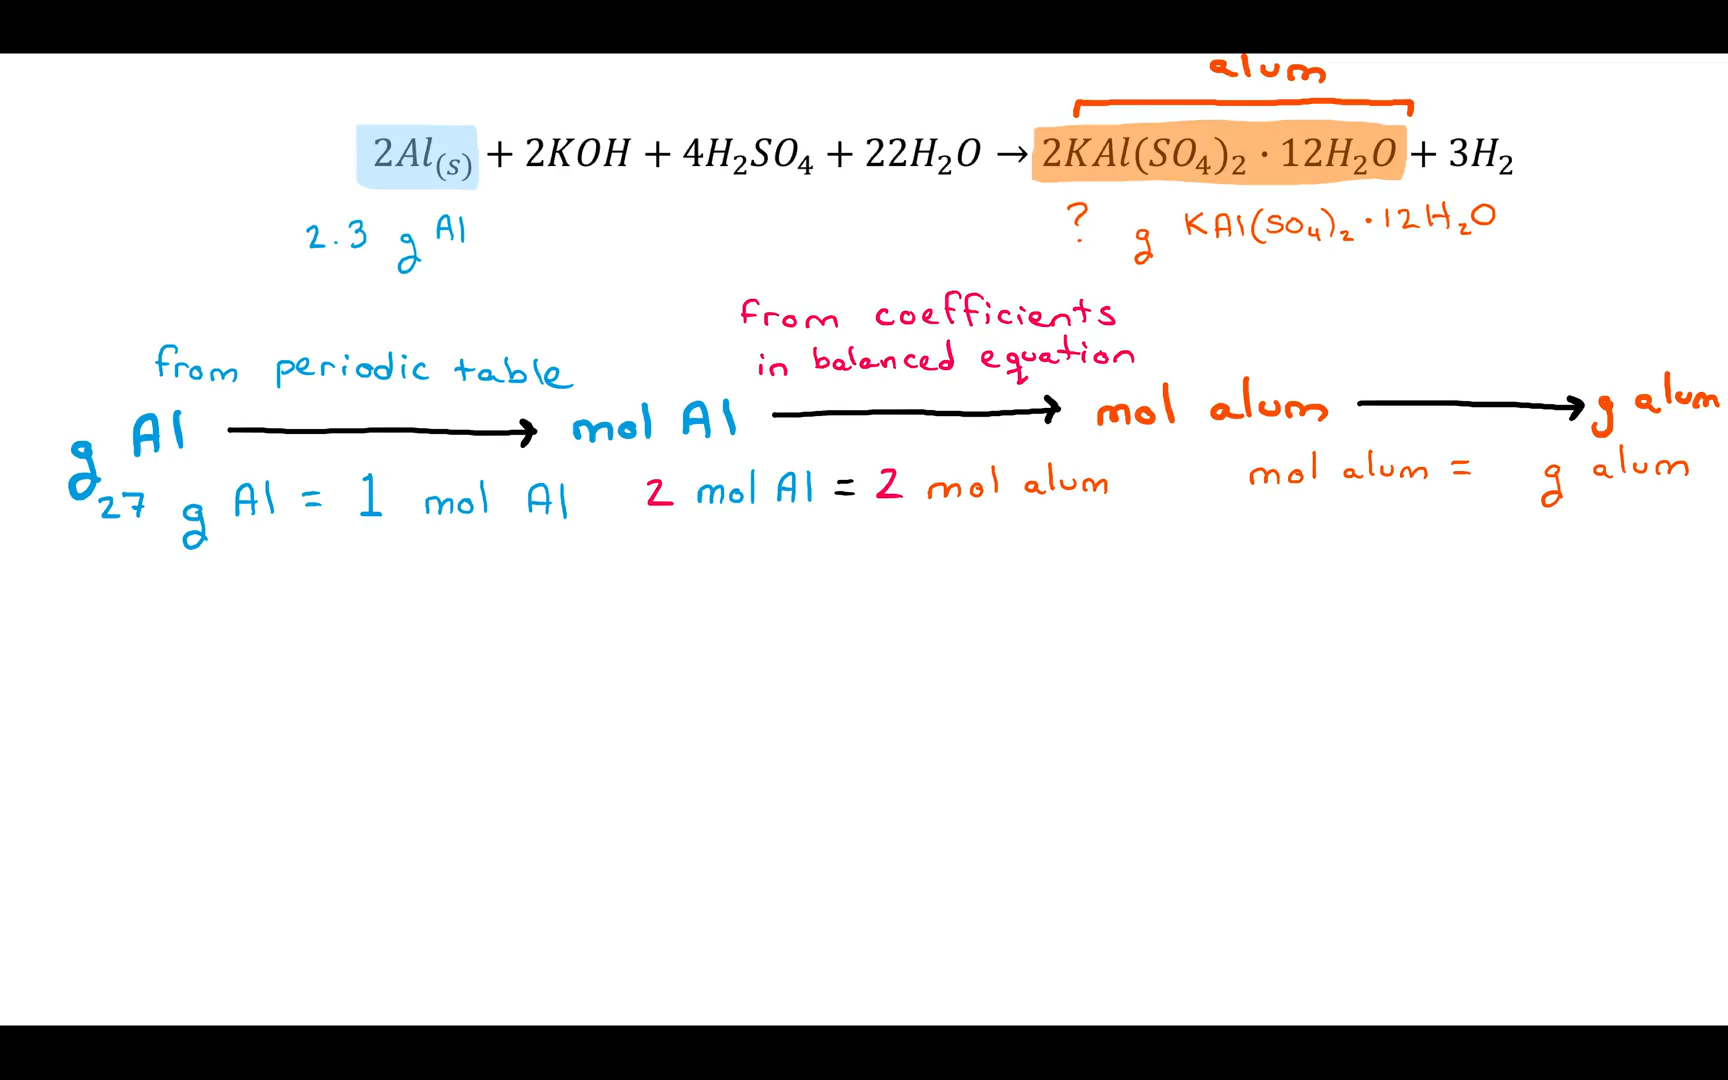 alum
2Al₍ₛ₎ + 2KOH + 4H₂SO₄ + 22H₂O → 2KAl(SO₄)₂ · 12H₂O + 3H₂
2.3 g Al ? g KAl(SO₄)₂ · 12H₂O
from coefficients
in balanced equation
from periodic table
g Al → mol Al → mol alum → g alum
27 g Al = 1 mol Al 2 mol Al = 2 mol alum mol alum = g alum